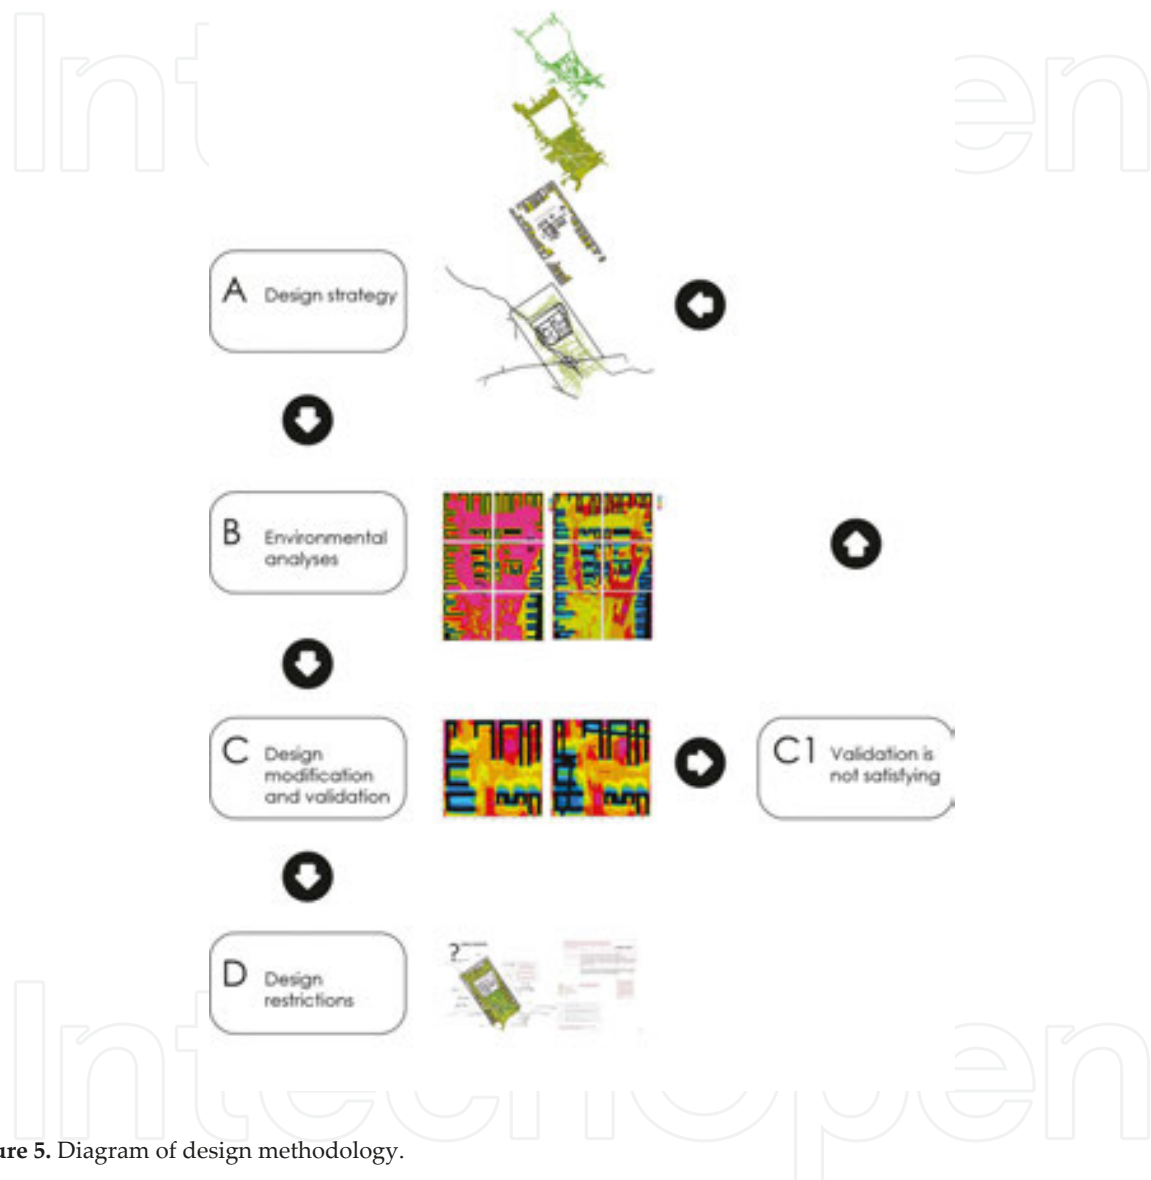 A Design strategy
B Environmental
analyses
C Design
modification
and validation
C1 Validation is
not satisfying
D Design
restrictions
?
ure 5. Diagram of design methodology.